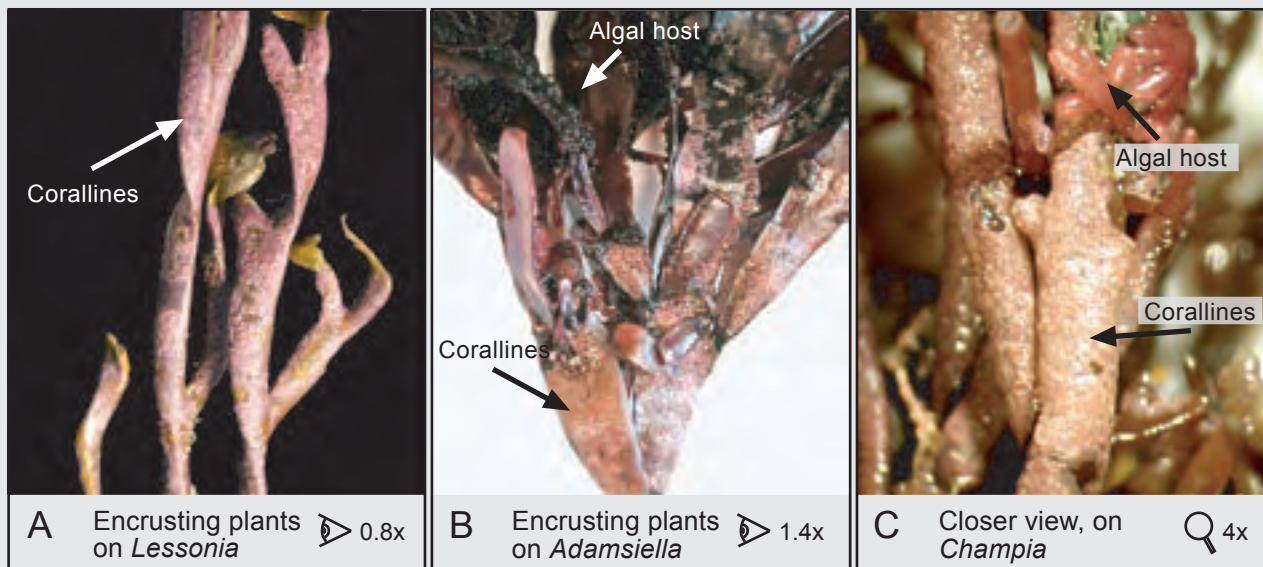 Corallines
A
Encrusting plants
on Lessonia
0.8x
Algal host
Corallines
B
Encrusting plants
on Adamsiella
1.4x
Algal host
Corallines
C
Closer view, on
Champia
4x